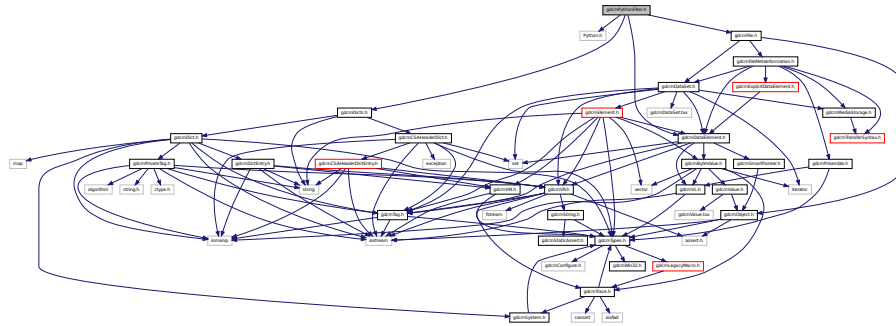 gdcmPythonFilter.h
Python.h
gdcmFile.h
gdcmFileMetaInformation.h
gdcmDataSet.h
gdcmExplicitDataElement.h
gdcmDicts.h
gdcmElement.h
gdcmDataSet.txx
gdcmMediaStorage.h
gdcmDict.h
gdcmCSAHeaderDict.h
gdcmDataElement.h
gdcmTransferSyntax.h
map
gdcmPrivateTag.h
gdcmDictEntry.h
gdcmCSAHeaderDictEntry.h
exception
set
gdcmByteValue.h
gdcmSmartPointer.h
gdcmPreamble.h
algorithm
string.h
ctype.h
string
gdcmVM.h
gdcmVR.h
vector
gdcmVL.h
gdcmValue.h
iterator
gdcmTag.h
fstream
gdcmString.h
gdcmValue.txx
gdcmObject.h
iomanip
iostream
gdcmStaticAssert.h
gdcmTypes.h
assert.h
gdcmConfigure.h
gdcmWin32.h
gdcmLegacyMacro.h
gdcmTrace.h
gdcmSystem.h
cassert
iosfwd